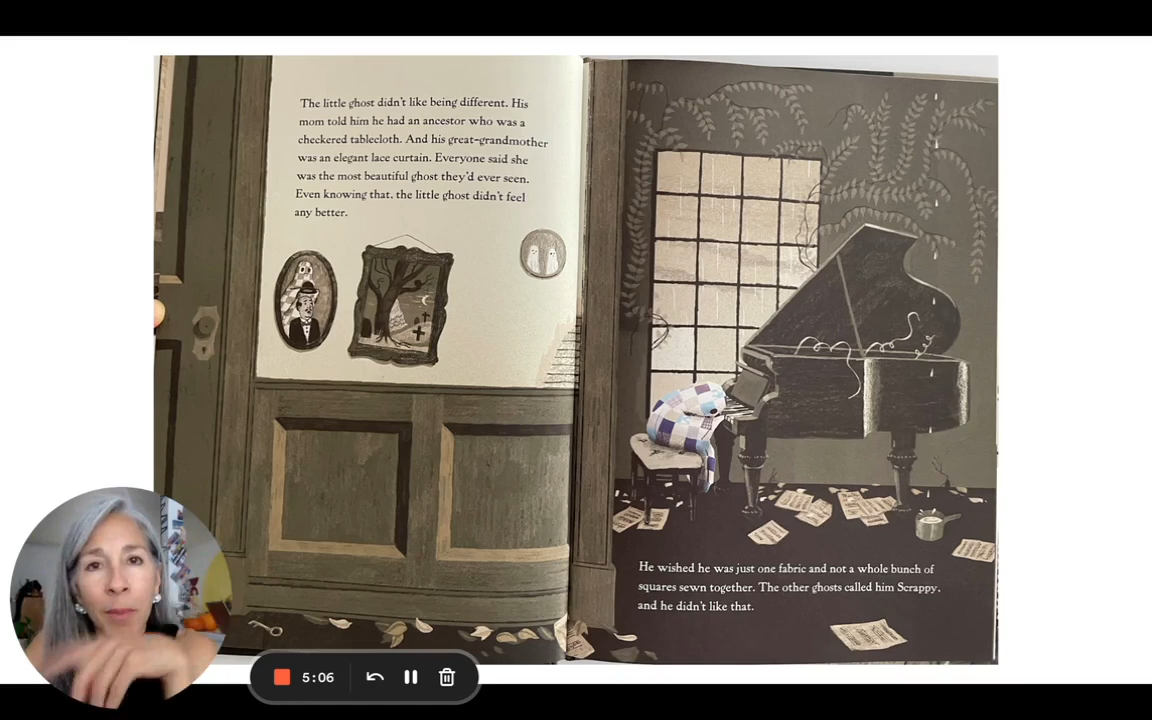 The little ghost didn't like being different. His
mom told him he had an ancestor who was a
checkered tablecloth. And his great-grandmother
was an elegant lace curtain. Everyone said she
was the most beautiful ghost they'd ever seen.
Even knowing that, the little ghost didn't feel
any better.
He wished he was just one fabric and not a whole bunch of
squares sewn together. The other ghosts called him Scrappy,
and he didn't like that.
5:06